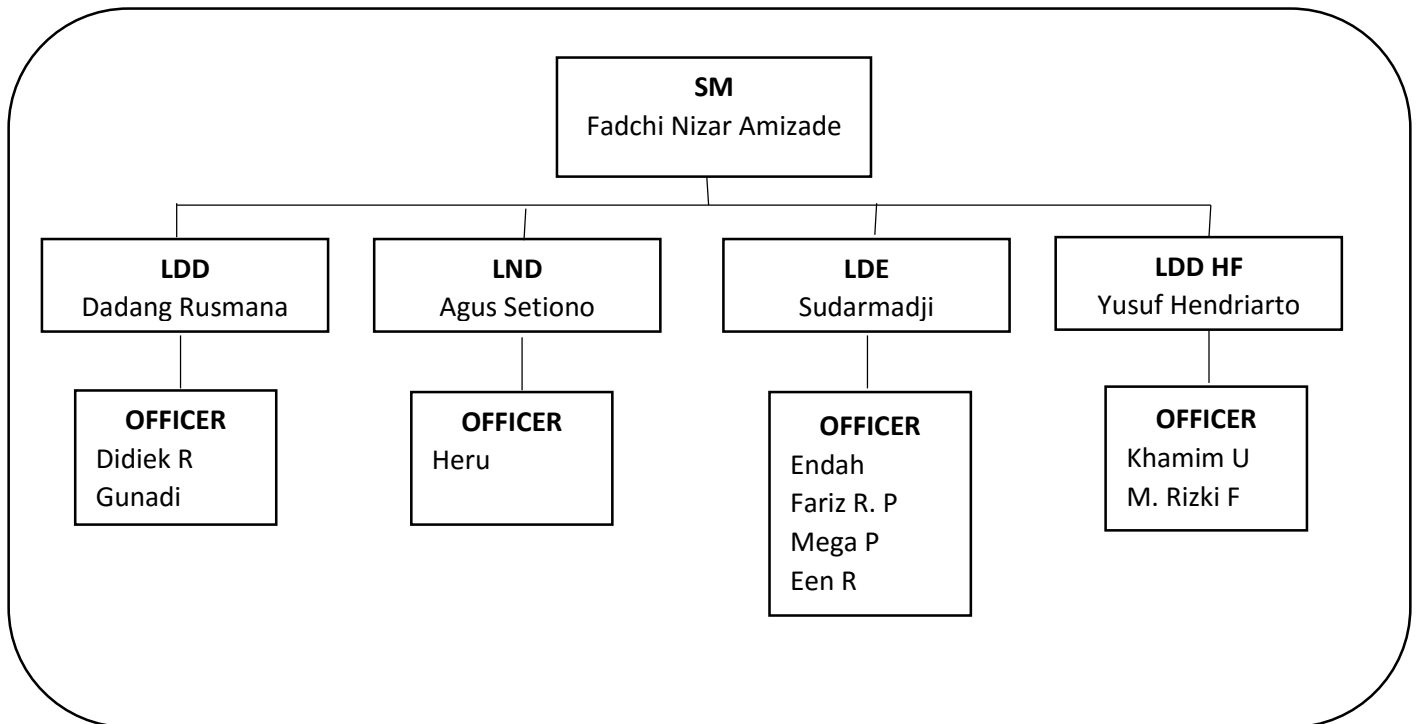 SM
Fadchi Nizar Amizade
LDD
Dadang Rusmana
LND
Agus Setiono
LDE
Sudarmadji
LDD HF
Yusuf Hendriarto
OFFICER
Didiek R
Gunadi
OFFICER
Heru
OFFICER
Endah
Fariz R. P
Mega P
Een R
OFFICER
Khamim U
M. Rizki F